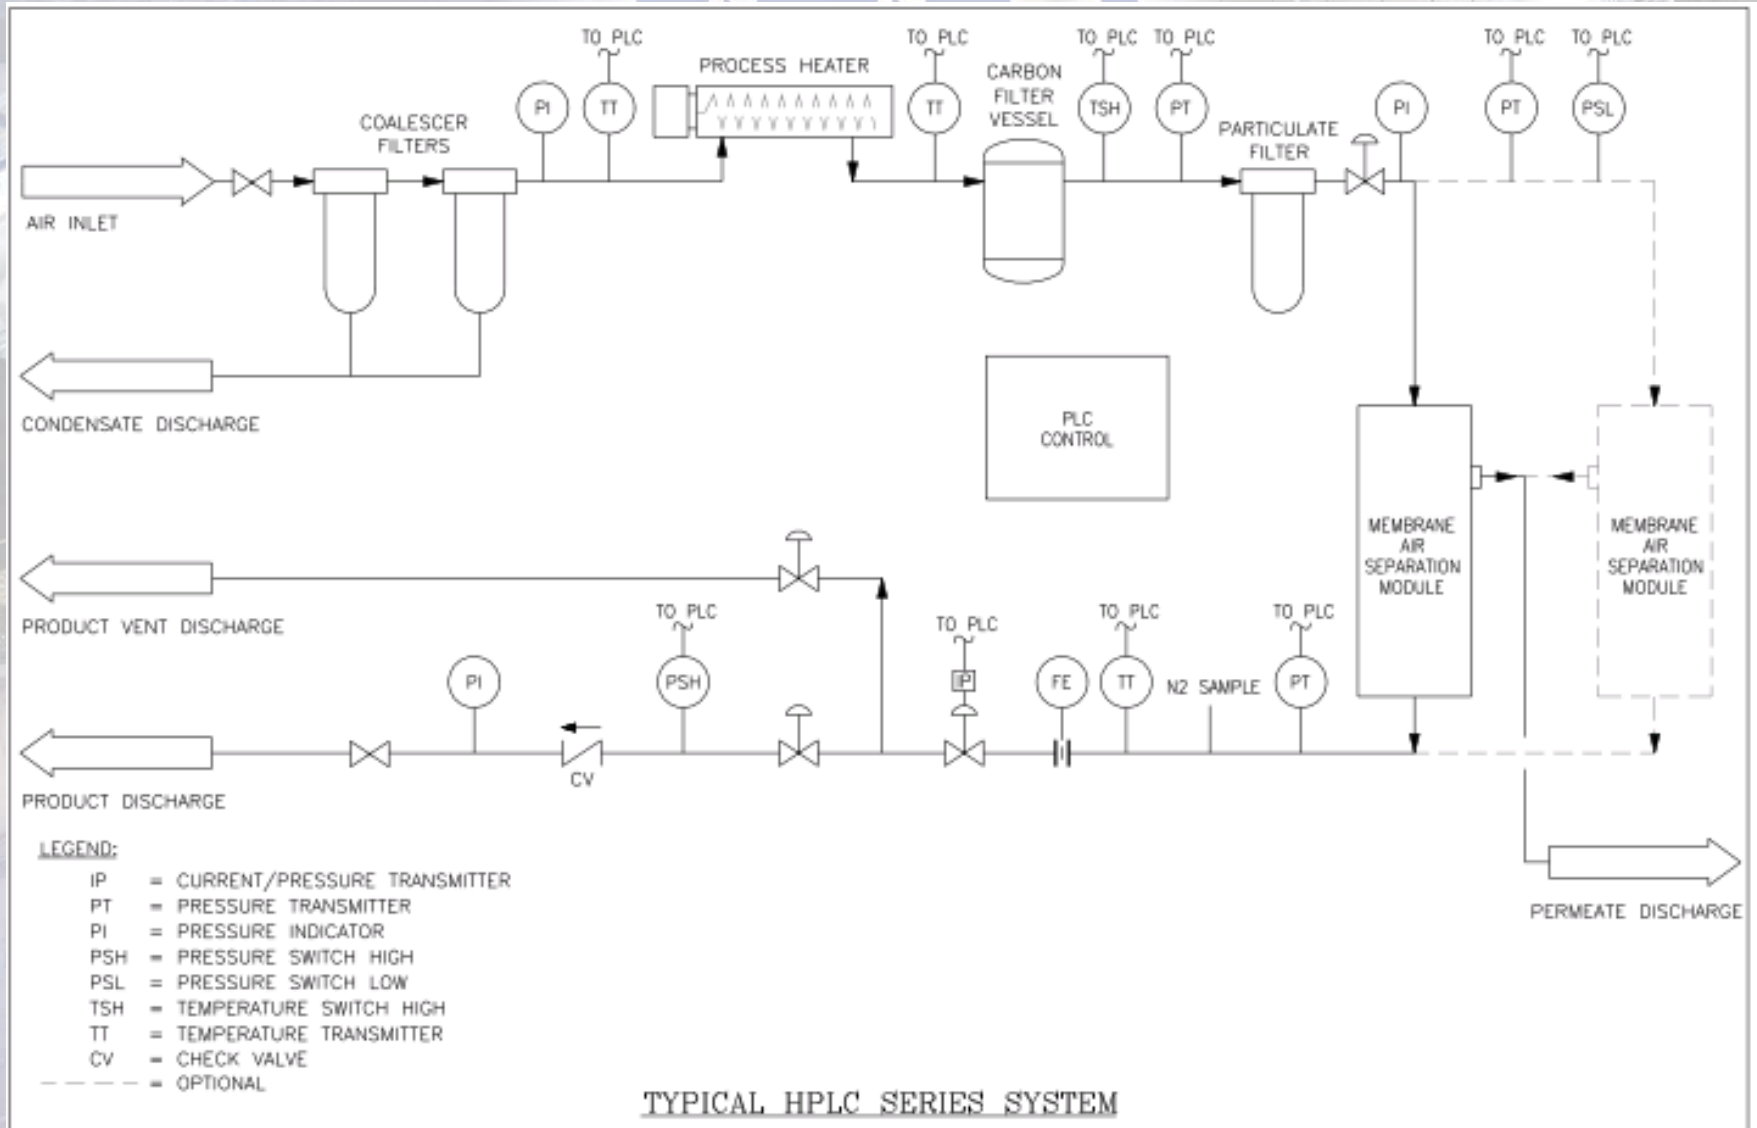 TO PLC
TO PLC
TO PLC
TO PLC
TO PLC
TO PLC
PROCESS HEATER
CARBON
FILTER
VESSEL
PI
TT
TT
TSH
PT
PI
PT
PSL
COALESCER
FILTERS
PARTICULATE
FILTER
AIR INLET
CONDENSATE DISCHARGE
PLC
CONTROL
MEMBRANE
AIR
SEPARATION
MODULE
MEMBRANE
AIR
SEPARATION
MODULE
PRODUCT VENT DISCHARGE
TO PLC
TO PLC
TO PLC
TO PLC
PI
PSH
IP
FE
TT
N2 SAMPLE
PT
CV
PRODUCT DISCHARGE
LEGEND:
IP = CURRENT/PRESSURE TRANSMITTER
PT = PRESSURE TRANSMITTER
PI = PRESSURE INDICATOR
PSH = PRESSURE SWITCH HIGH
PSL = PRESSURE SWITCH LOW
TSH = TEMPERATURE SWITCH HIGH
TT = TEMPERATURE TRANSMITTER
CV = CHECK VALVE
= OPTIONAL
PERMEATE DISCHARGE
TYPICAL HPLC SERIES SYSTEM